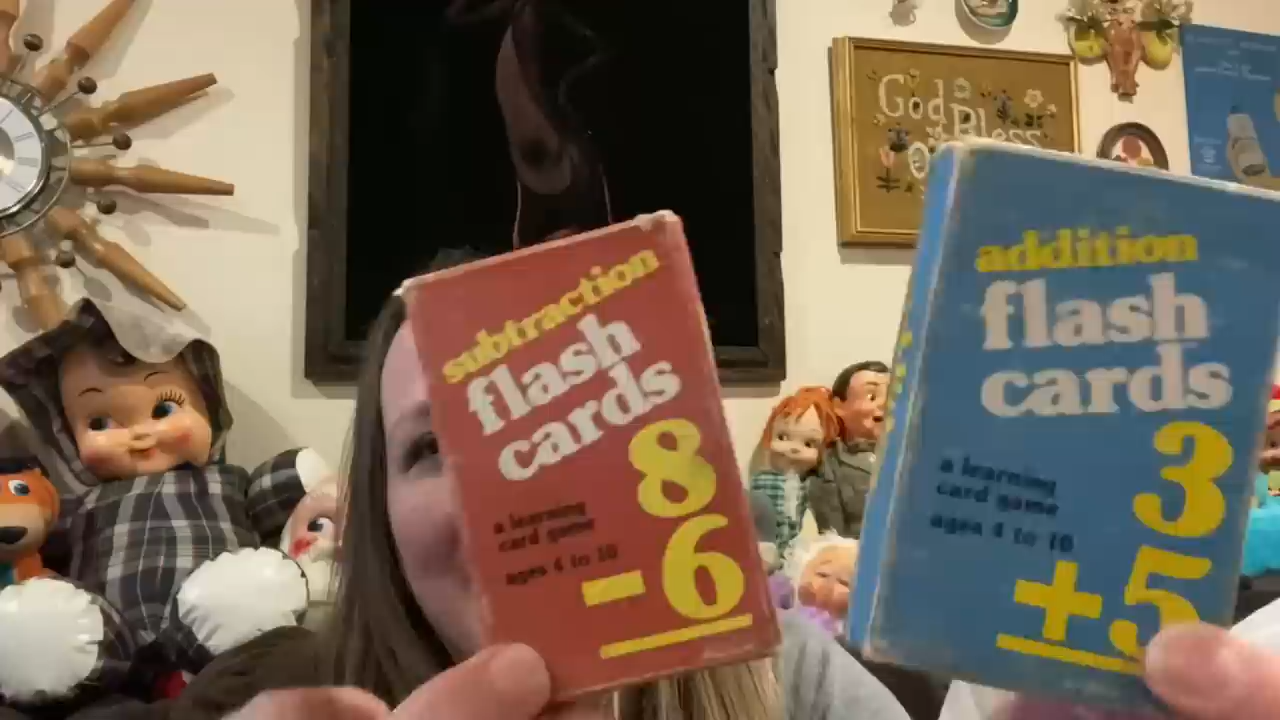 God
Bless
subtraction
flash
cards
8
-6
a learning
card game
ages 4 to 10
addition
flash
cards
3
+5
a learning
card game
ages 4 to 10